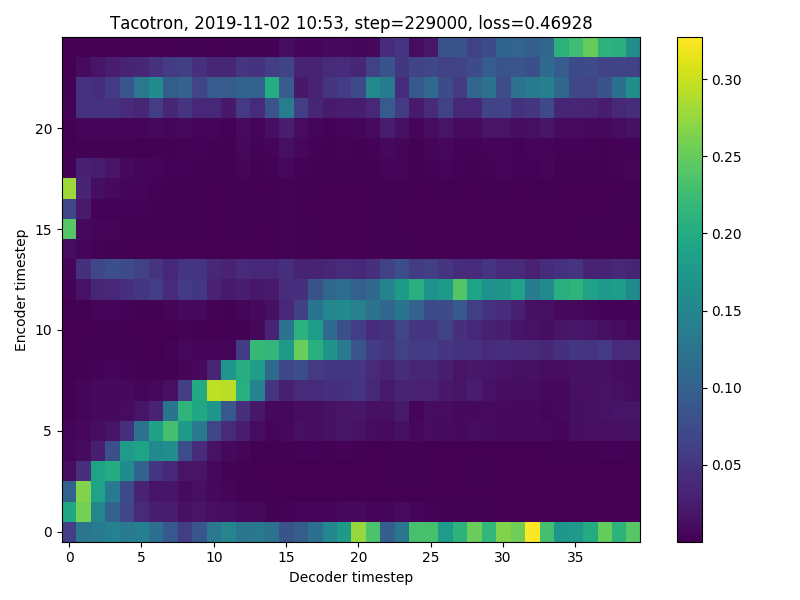 Tacotron, 2019-11-02 10:53, step=229000, loss=0.46928
Encoder timestep
20
15
10
5
0
0 5 10 15 20 25 30 35
Decoder timestep
0.30
0.25
0.20
0.15
0.10
0.05